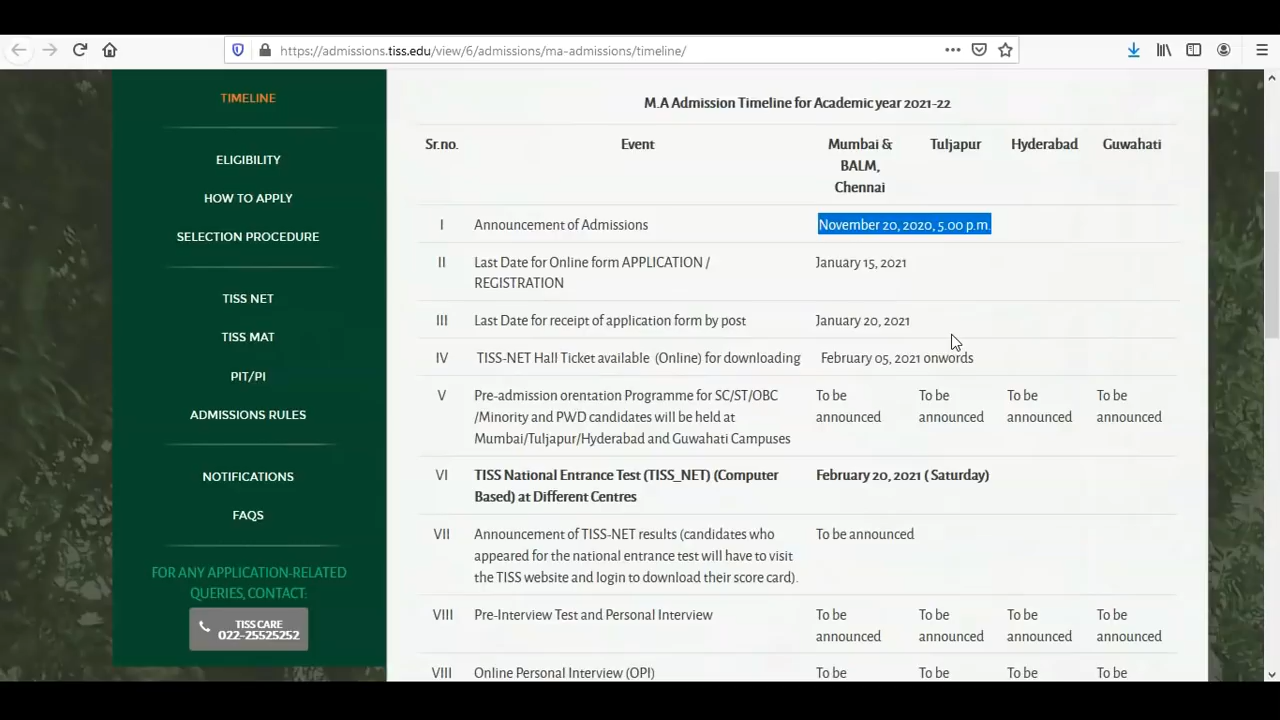 https://admissions.tiss.edu/view/6/admissions/ma-admissions/timeline/
TIMELINE
ELIGIBILITY
HOW TO APPLY
SELECTION PROCEDURE
TISS NET
TISS MAT
PIT/PI
ADMISSIONS RULES
NOTIFICATIONS
FAQS
FOR ANY APPLICATION-RELATED
QUERIES, CONTACT:
TISS CARE
022-25525252
M.A Admission Timeline for Academic year 2021-22
Sr.no. Event Mumbai & Tuljapur Hyderabad Guwahati
BALM,
Chennai
I Announcement of Admissions November 20, 2020, 5.00 p.m.
II Last Date for Online form APPLICATION / January 15, 2021
REGISTRATION
III Last Date for receipt of application form by post January 20, 2021
IV TISS-NET Hall Ticket available (Online) for downloading February 05, 2021 onwords
V Pre-admission orentation Programme for SC/ST/OBC To be To be To be To be
/Minority and PWD candidates will be held at announced announced announced announced
Mumbai/Tuljapur/Hyderabad and Guwahati Campuses
VI TISS National Entrance Test (TISS_NET) (Computer February 20, 2021 ( Saturday)
Based) at Different Centres
VII Announcement of TISS-NET results (candidates who To be announced
appeared for the national entrance test will have to visit
the TISS website and login to download their score card).
VIII Pre-Interview Test and Personal Interview To be To be To be To be
announced announced announced announced
VIII Online Personal Interview (OPI) To be To be To be To be